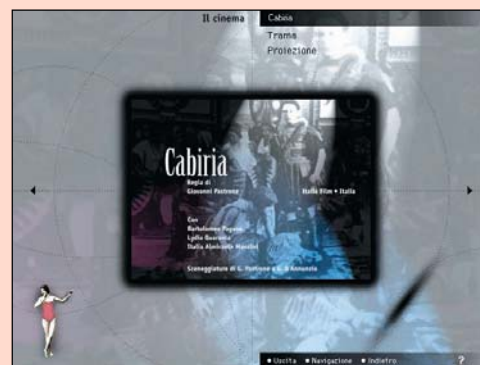 Il cinema
Cabiria
Trama
Proiezione
Cabiria
Regia di
Giovanni Pastrone
Italia Film • Italia
Con
Bartolomeo Pagano
Lydia Quaranta
Italia Almirante Manzini
Sceneggiatura di G. Pastrone e G. D'Annunzio
Uscita Navigazione Indietro ?